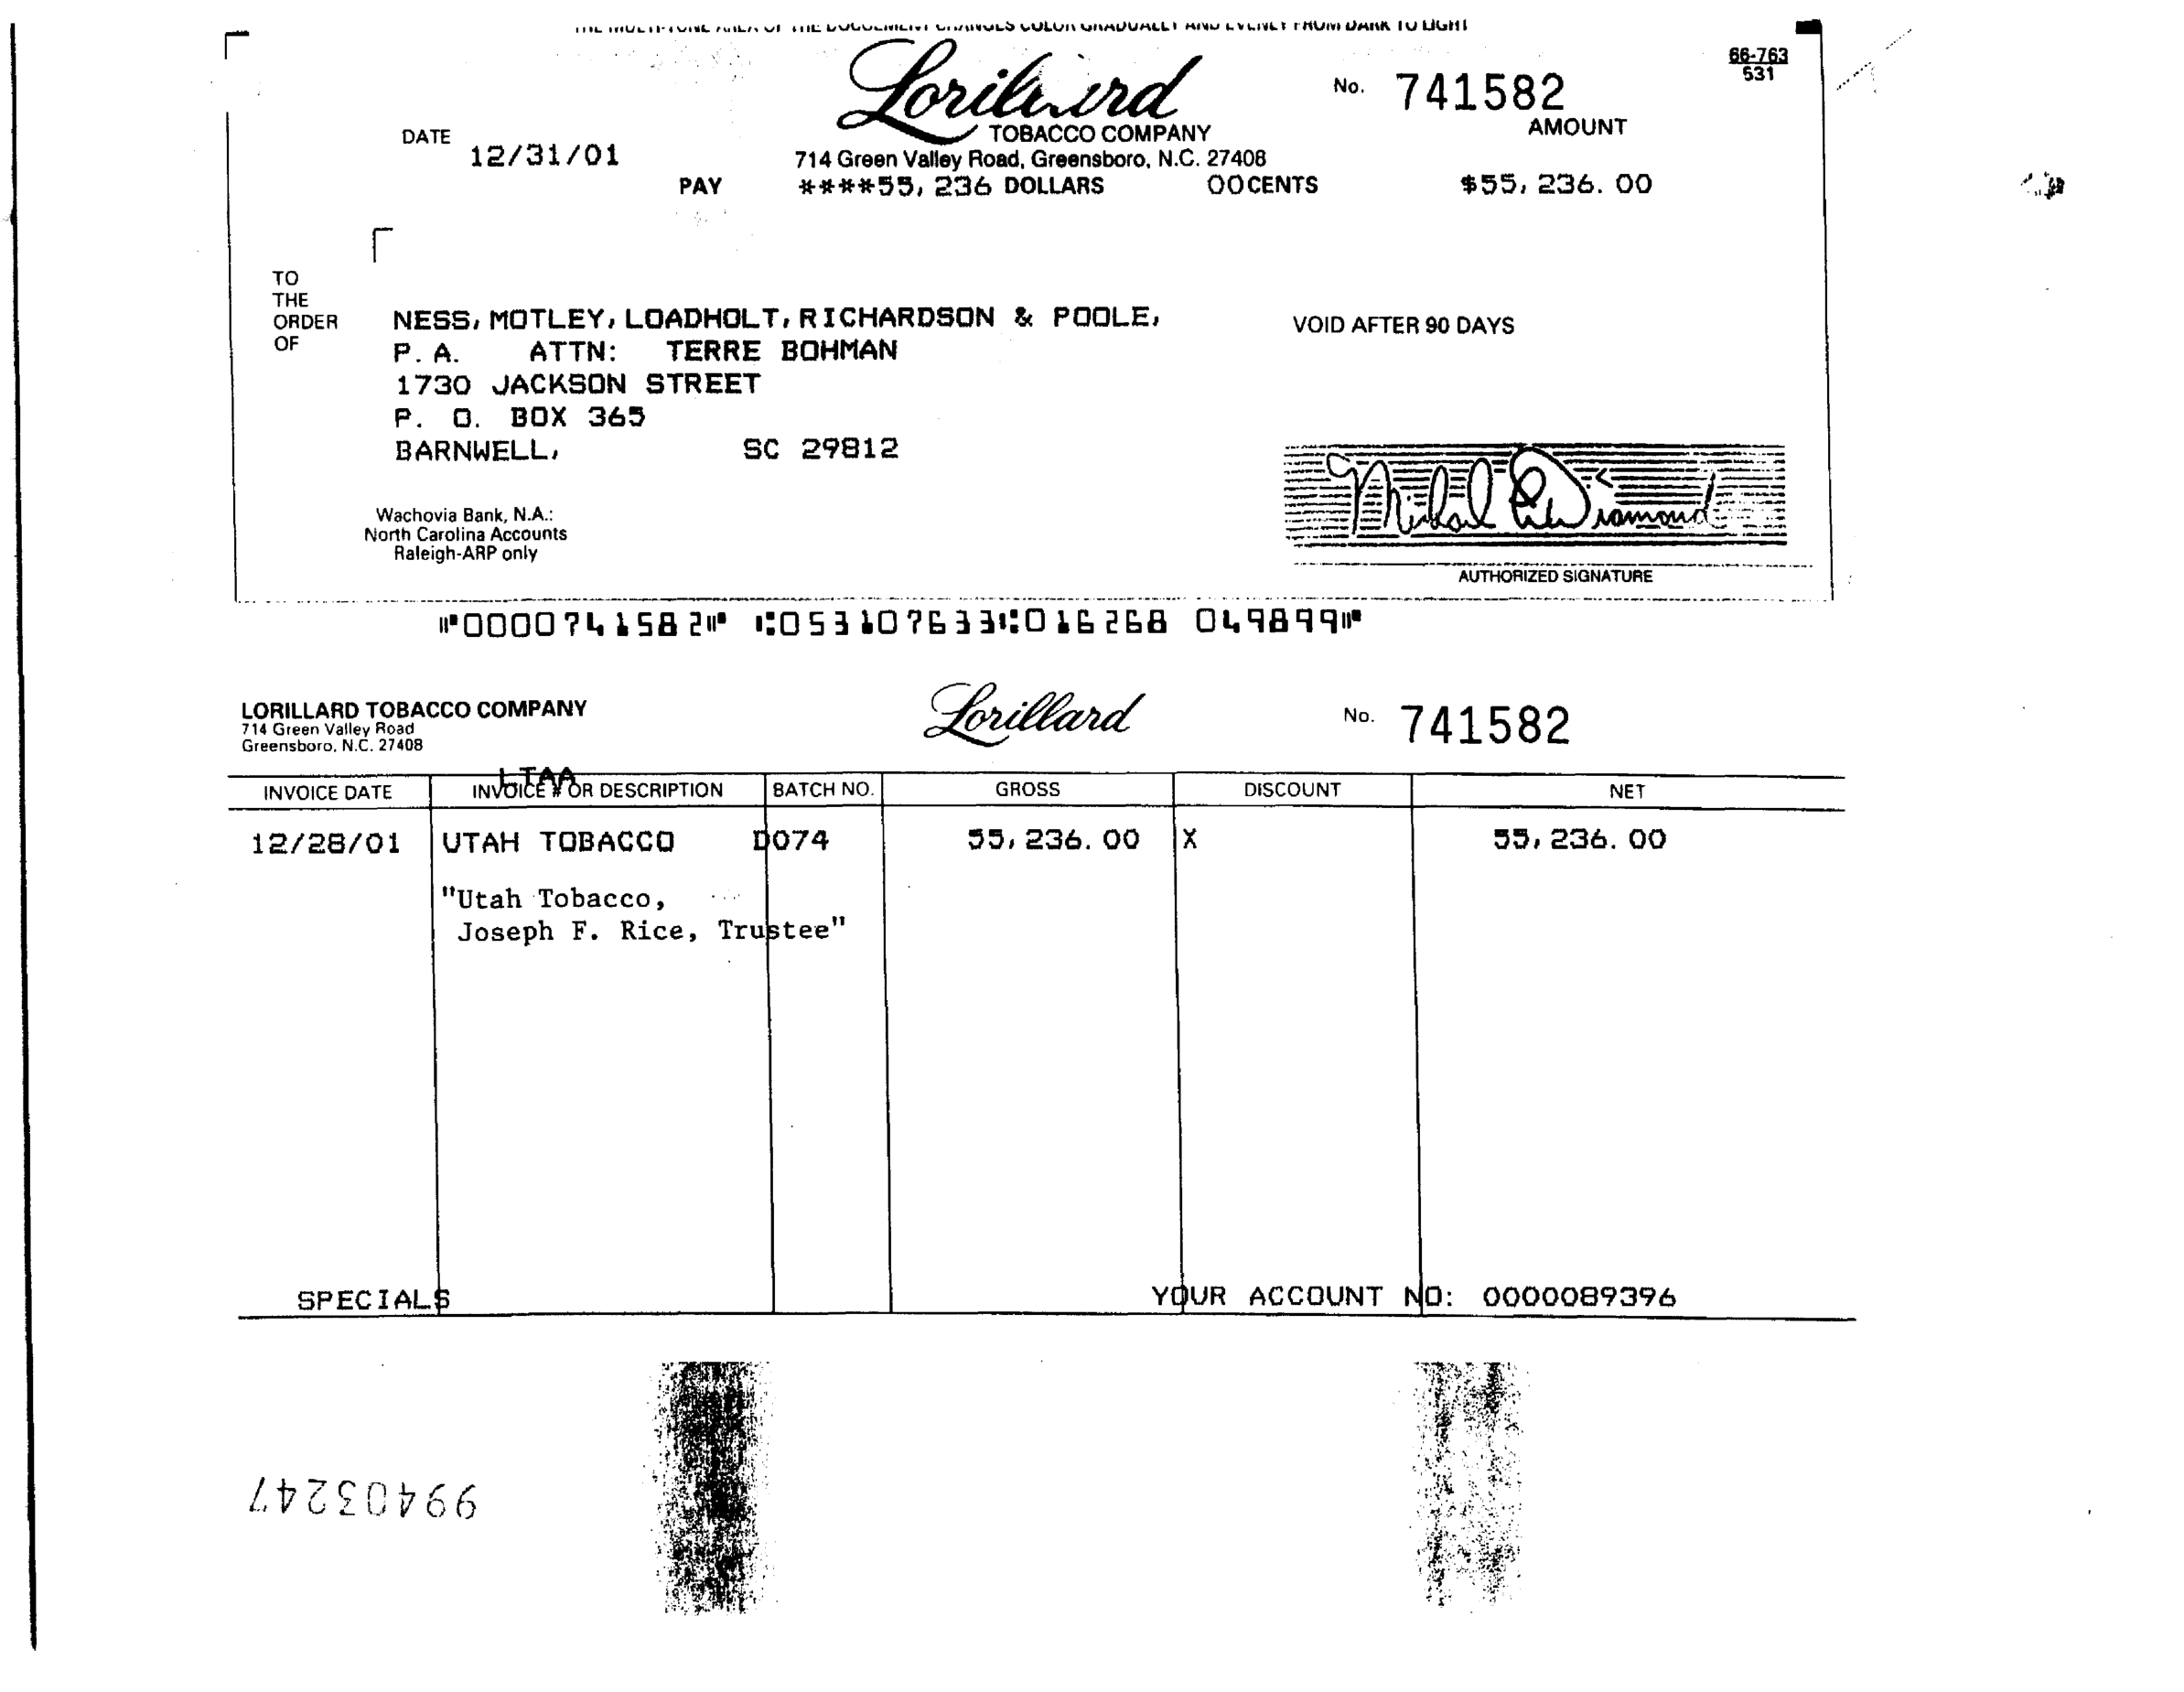 THE MULTI-TONE AREA OF THE DOCUMENT CHANGES COLOR GRADUALLY AND EVENLY FROM DARK TO LIGHT
66-763
531
Lorillard
TOBACCO COMPANY
714 Green Valley Road, Greensboro, N.C. 27408
No. 741582
AMOUNT
DATE 12/31/01
PAY ****55,236 DOLLARS 00CENTS $55,236.00
TO
THE
ORDER
OF
NESS, MOTLEY, LOADHOLT, RICHARDSON & POOLE,
P.A. ATTN: TERRE BOHMAN
1730 JACKSON STREET
P. O. BOX 365
BARNWELL, SC 29812
VOID AFTER 90 DAYS
Wachovia Bank, N.A.:
North Carolina Accounts
Raleigh-ARP only
AUTHORIZED SIGNATURE
⑈0000741582⑈ ⑆053107633⑆016268 049899⑈
LORILLARD TOBACCO COMPANY
714 Green Valley Road
Greensboro, N.C. 27408
Lorillard
No. 741582
LTAA
INVOICE DATE INVOICE # OR DESCRIPTION BATCH NO. GROSS DISCOUNT NET
12/28/01 UTAH TOBACCO D074 55,236.00 X 55,236.00
"Utah Tobacco,
Joseph F. Rice, Trustee"
SPECIALS YOUR ACCOUNT NO: 0000089396
99403247